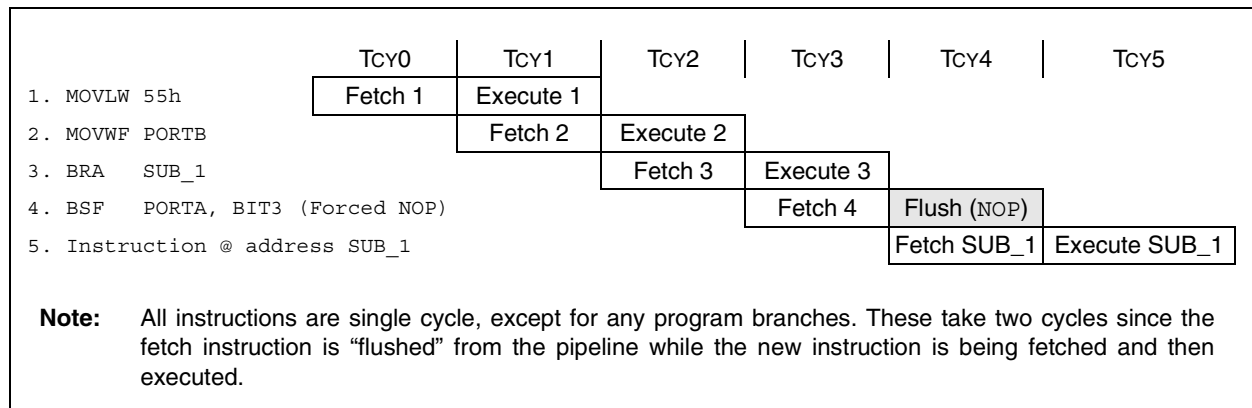 TCY0 TCY1 TCY2 TCY3 TCY4 TCY5
1. MOVLW 55h Fetch 1 Execute 1
2. MOVWF PORTB Fetch 2 Execute 2
3. BRA SUB_1 Fetch 3 Execute 3
4. BSF PORTA, BIT3 (Forced NOP) Fetch 4 Flush (NOP)
5. Instruction @ address SUB_1 Fetch SUB_1 Execute SUB_1
Note: All instructions are single cycle, except for any program branches. These take two cycles since the
fetch instruction is “flushed” from the pipeline while the new instruction is being fetched and then
executed.